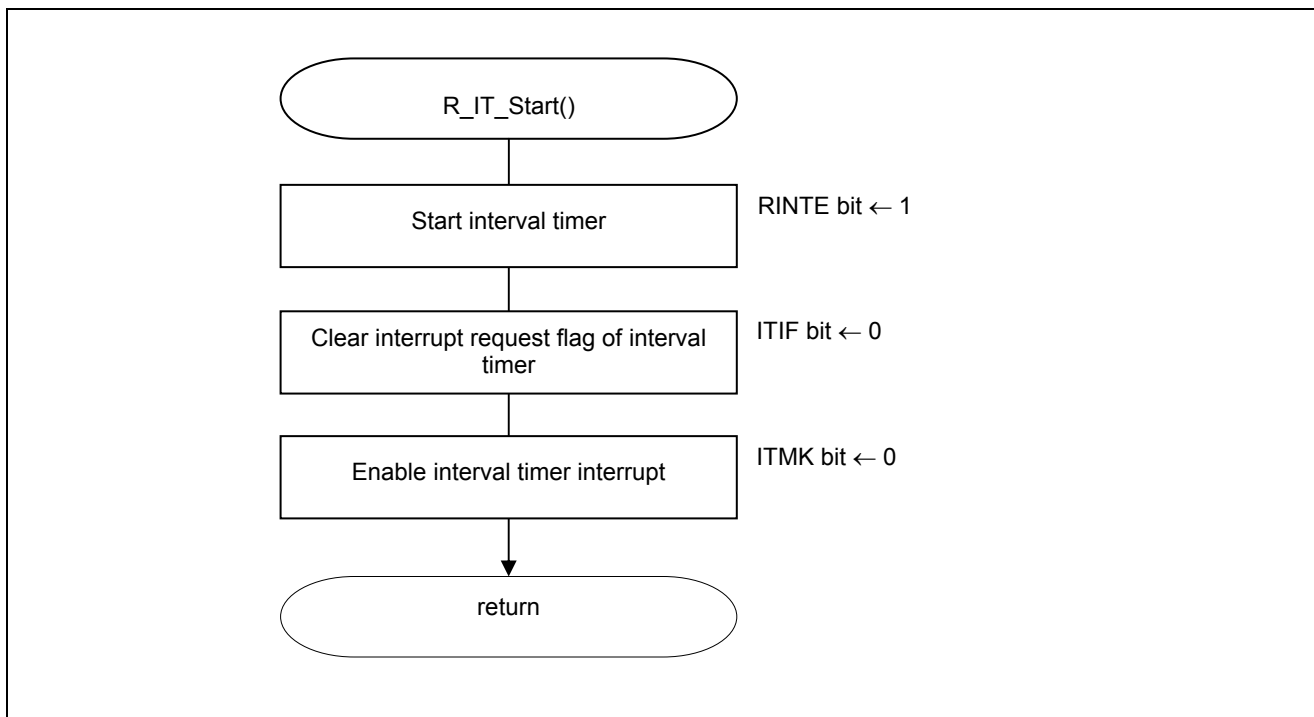 R_IT_Start()
Start interval timer
RINTE bit ← 1
Clear interrupt request flag of interval
timer
ITIF bit ← 0
Enable interval timer interrupt
ITMK bit ← 0
return